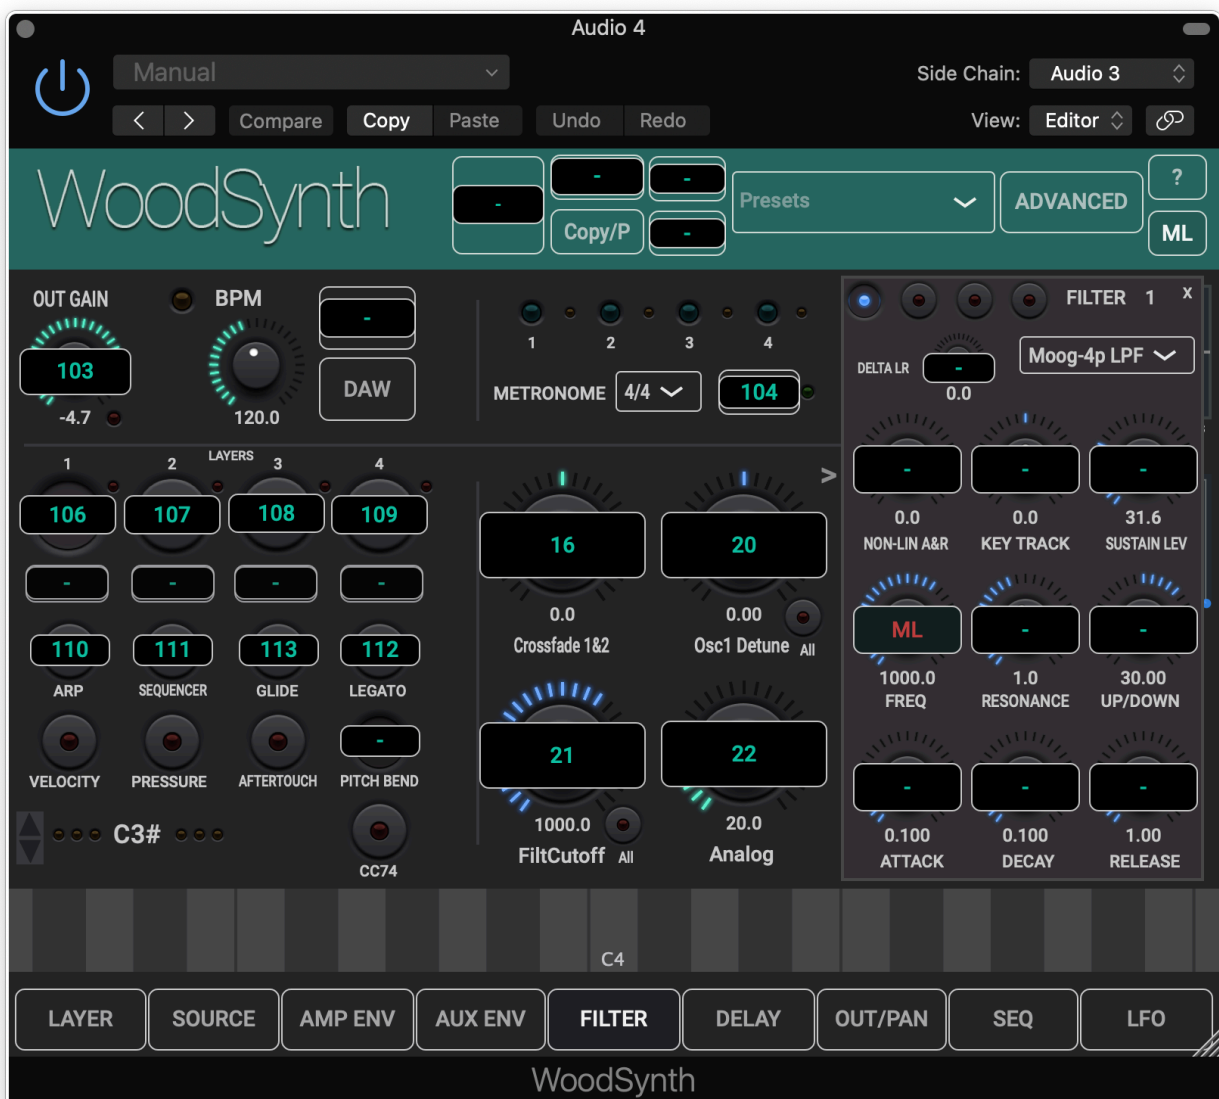 Audio 4
Manual
Side Chain: Audio 3
< > Compare Copy Paste Undo Redo
View: Editor
WoodSynth
- - -
- Copy/P -
Presets
ADVANCED
?
ML
OUT GAIN
103
-4.7
BPM
120.0
-
DAW
1 2 3 4
METRONOME 4/4 104
LAYERS
1 2 3 4
106 107 108 109
- - - -
110 111 113 112
ARP SEQUENCER GLIDE LEGATO
-
VELOCITY PRESSURE AFTERTOUCH PITCH BEND
C3#
CC74
>
16 20
0.0 0.00
Crossfade 1&2 Osc1 Detune All
21 22
1000.0 20.0
FiltCutoff All Analog
FILTER 1 x
DELTA LR - Moog-4p LPF
0.0
- - -
0.0 0.0 31.6
NON-LIN A&R KEY TRACK SUSTAIN LEV
ML - -
1000.0 1.0 30.00
FREQ RESONANCE UP/DOWN
- - -
0.100 0.100 1.00
ATTACK DECAY RELEASE
C4
LAYER SOURCE AMP ENV AUX ENV FILTER DELAY OUT/PAN SEQ LFO
WoodSynth